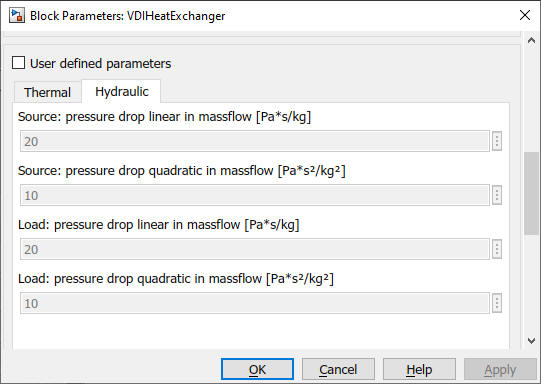 Block Parameters: VDIHeatExchanger
User defined parameters
Thermal Hydraulic
Source: pressure drop linear in massflow [Pa*s/kg]
20
Source: pressure drop quadratic in massflow [Pa*s²/kg²]
10
Load: pressure drop linear in massflow [Pa*s/kg]
20
Load: pressure drop quadratic in massflow [Pa*s²/kg²]
10
OK Cancel Help Apply